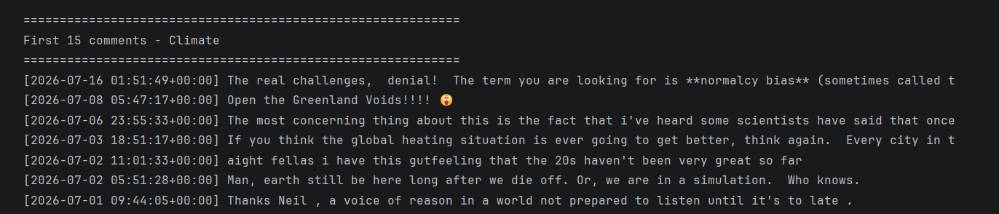 ============================================================
First 15 comments - Climate
============================================================
[2026-07-16 01:51:49+00:00] The real challenges,  denial!  The term you are looking for is **normalcy bias** (sometimes called t
[2026-07-08 05:47:17+00:00] Open the Greenland Voids!!!! 😲
[2026-07-06 23:55:33+00:00] The most concerning thing about this is the fact that i've heard some scientists have said that once
[2026-07-03 18:51:17+00:00] If you think the global heating situation is ever going to get better, think again.  Every city in t
[2026-07-02 11:01:33+00:00] aight fellas i have this gutfeeling that the 20s haven't been very great so far
[2026-07-02 05:51:28+00:00] Man, earth still be here long after we die off. Or, we are in a simulation.  Who knows.
[2026-07-01 09:44:05+00:00] Thanks Neil , a voice of reason in a world not prepared to listen until it's to late .